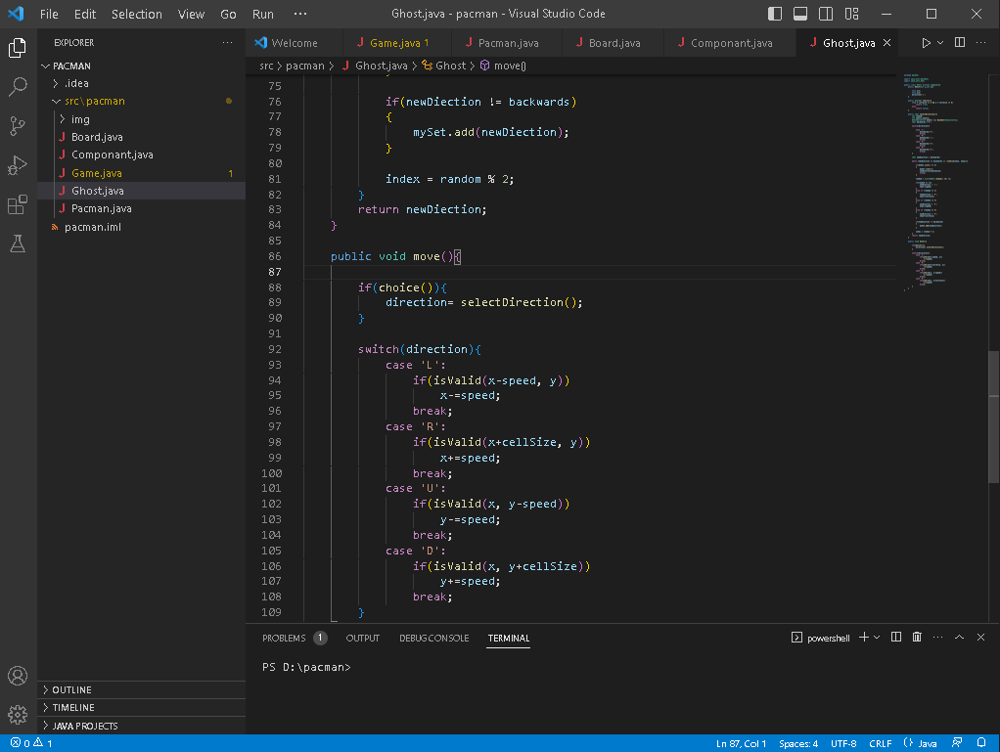 File Edit Selection View Go Run ··· Ghost.java - pacman - Visual Studio Code
EXPLORER ···
PACMAN
.idea
src\pacman
img
Board.java
Componant.java
Game.java 1
Ghost.java
Pacman.java
pacman.iml
OUTLINE
TIMELINE
JAVA PROJECTS
Welcome Game.java 1 Pacman.java Board.java Componant.java Ghost.java
src > pacman > Ghost.java > Ghost > move()
75
76 if(newDiection != backwards)
77 {
78 mySet.add(newDiection);
79 }
80
81 index = random % 2;
82 }
83 return newDiection;
84 }
85
86 public void move(){
87
88 if(choice()){
89 direction= selectDirection();
90 }
91
92 switch(direction){
93 case 'L':
94 if(isValid(x-speed, y))
95 x-=speed;
96 break;
97 case 'R':
98 if(isValid(x+cellSize, y))
99 x+=speed;
100 break;
101 case 'U':
102 if(isValid(x, y-speed))
103 y-=speed;
104 break;
105 case 'D':
106 if(isValid(x, y+cellSize))
107 y+=speed;
108 break;
109 }
PROBLEMS 1 OUTPUT DEBUG CONSOLE TERMINAL powershell
PS D:\pacman>
0 1 Ln 87, Col 1 Spaces: 4 UTF-8 CRLF {} Java